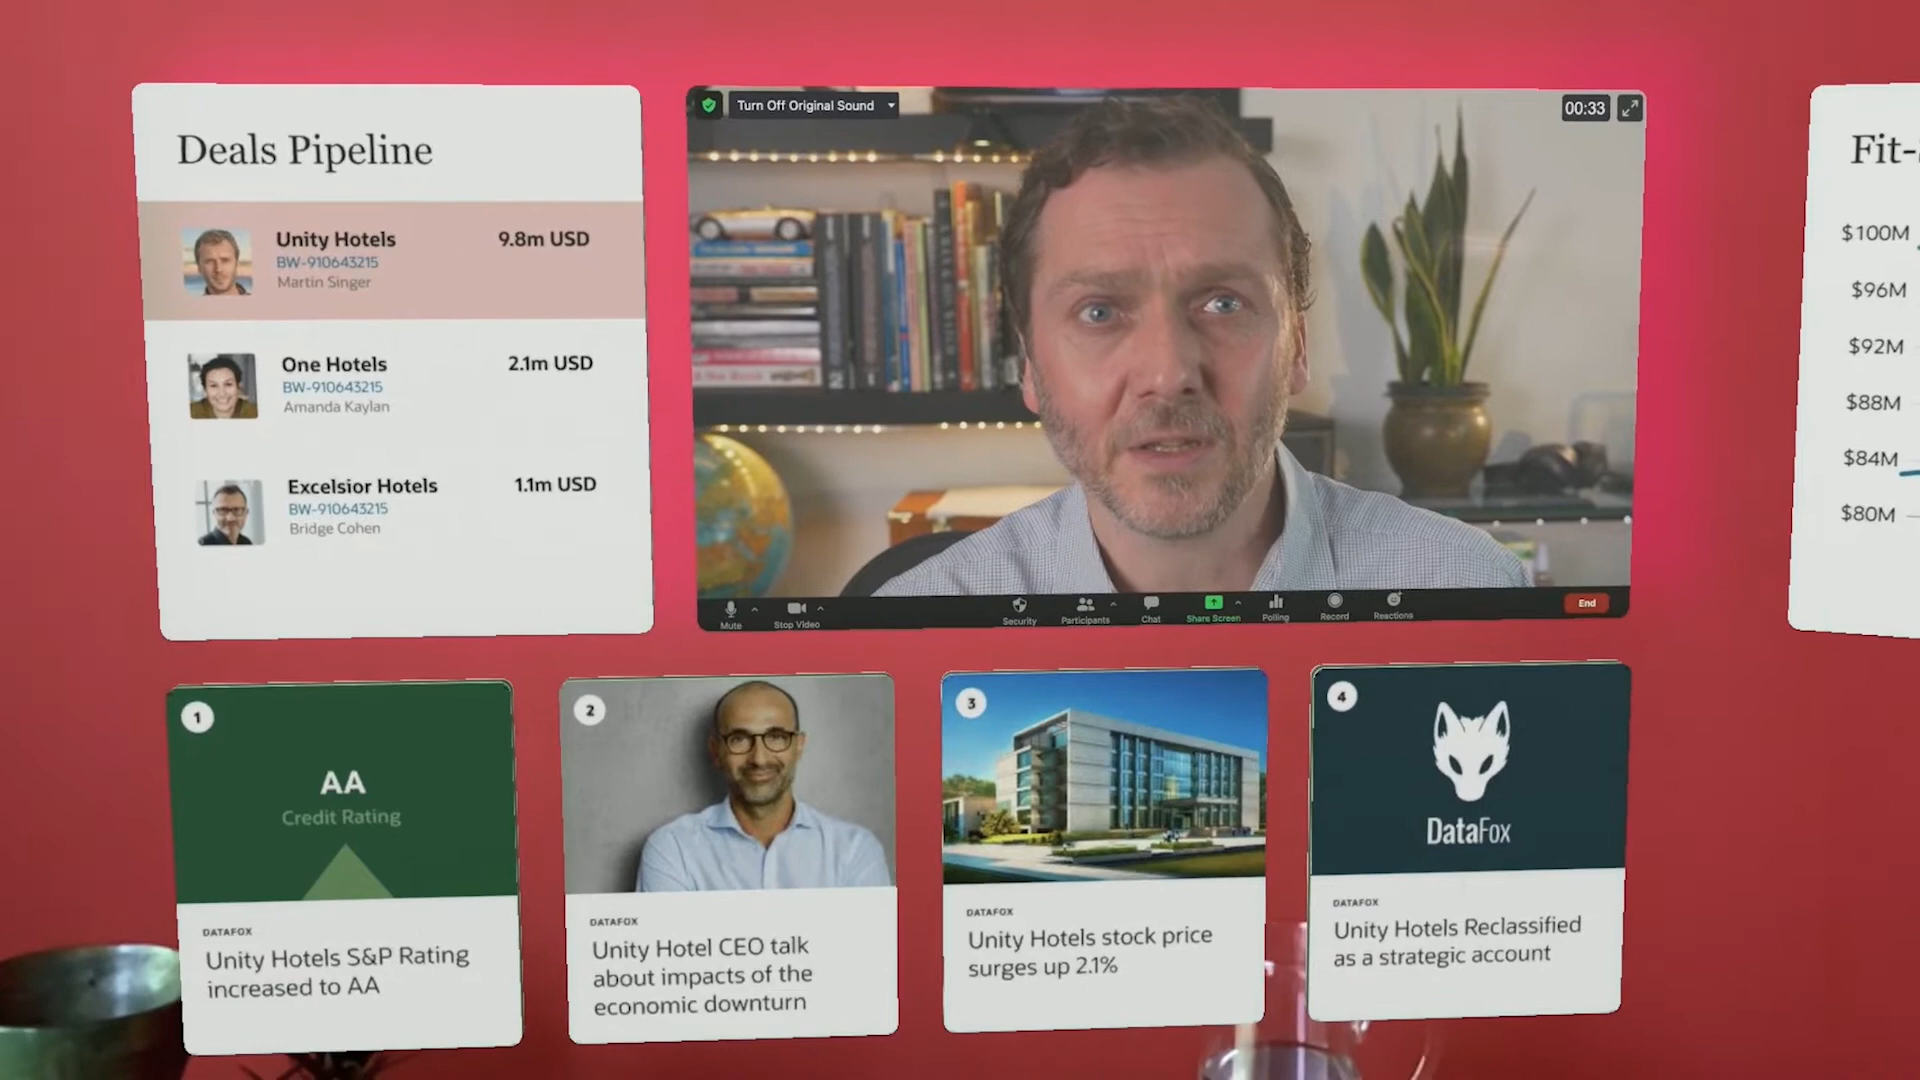 Deals Pipeline
Unity Hotels 9.8m USD
BW-910643215
Martin Singer
One Hotels 2.1m USD
BW-910643215
Amanda Kaylan
Excelsior Hotels 1.1m USD
BW-910643215
Bridge Cohen
Turn Off Original Sound
00:33
Mute
Stop Video
Security
Participants
Chat
Share Screen
Polling
Record
Reactions
End
Fit-
$100M
$96M
$92M
$88M
$84M
$80M
1
AA
Credit Rating
DATAFOX
Unity Hotels S&P Rating
increased to AA
2
DATAFOX
Unity Hotel CEO talk
about impacts of the
economic downturn
3
DATAFOX
Unity Hotels stock price
surges up 2.1%
4
DataFox
DATAFOX
Unity Hotels Reclassified
as a strategic account